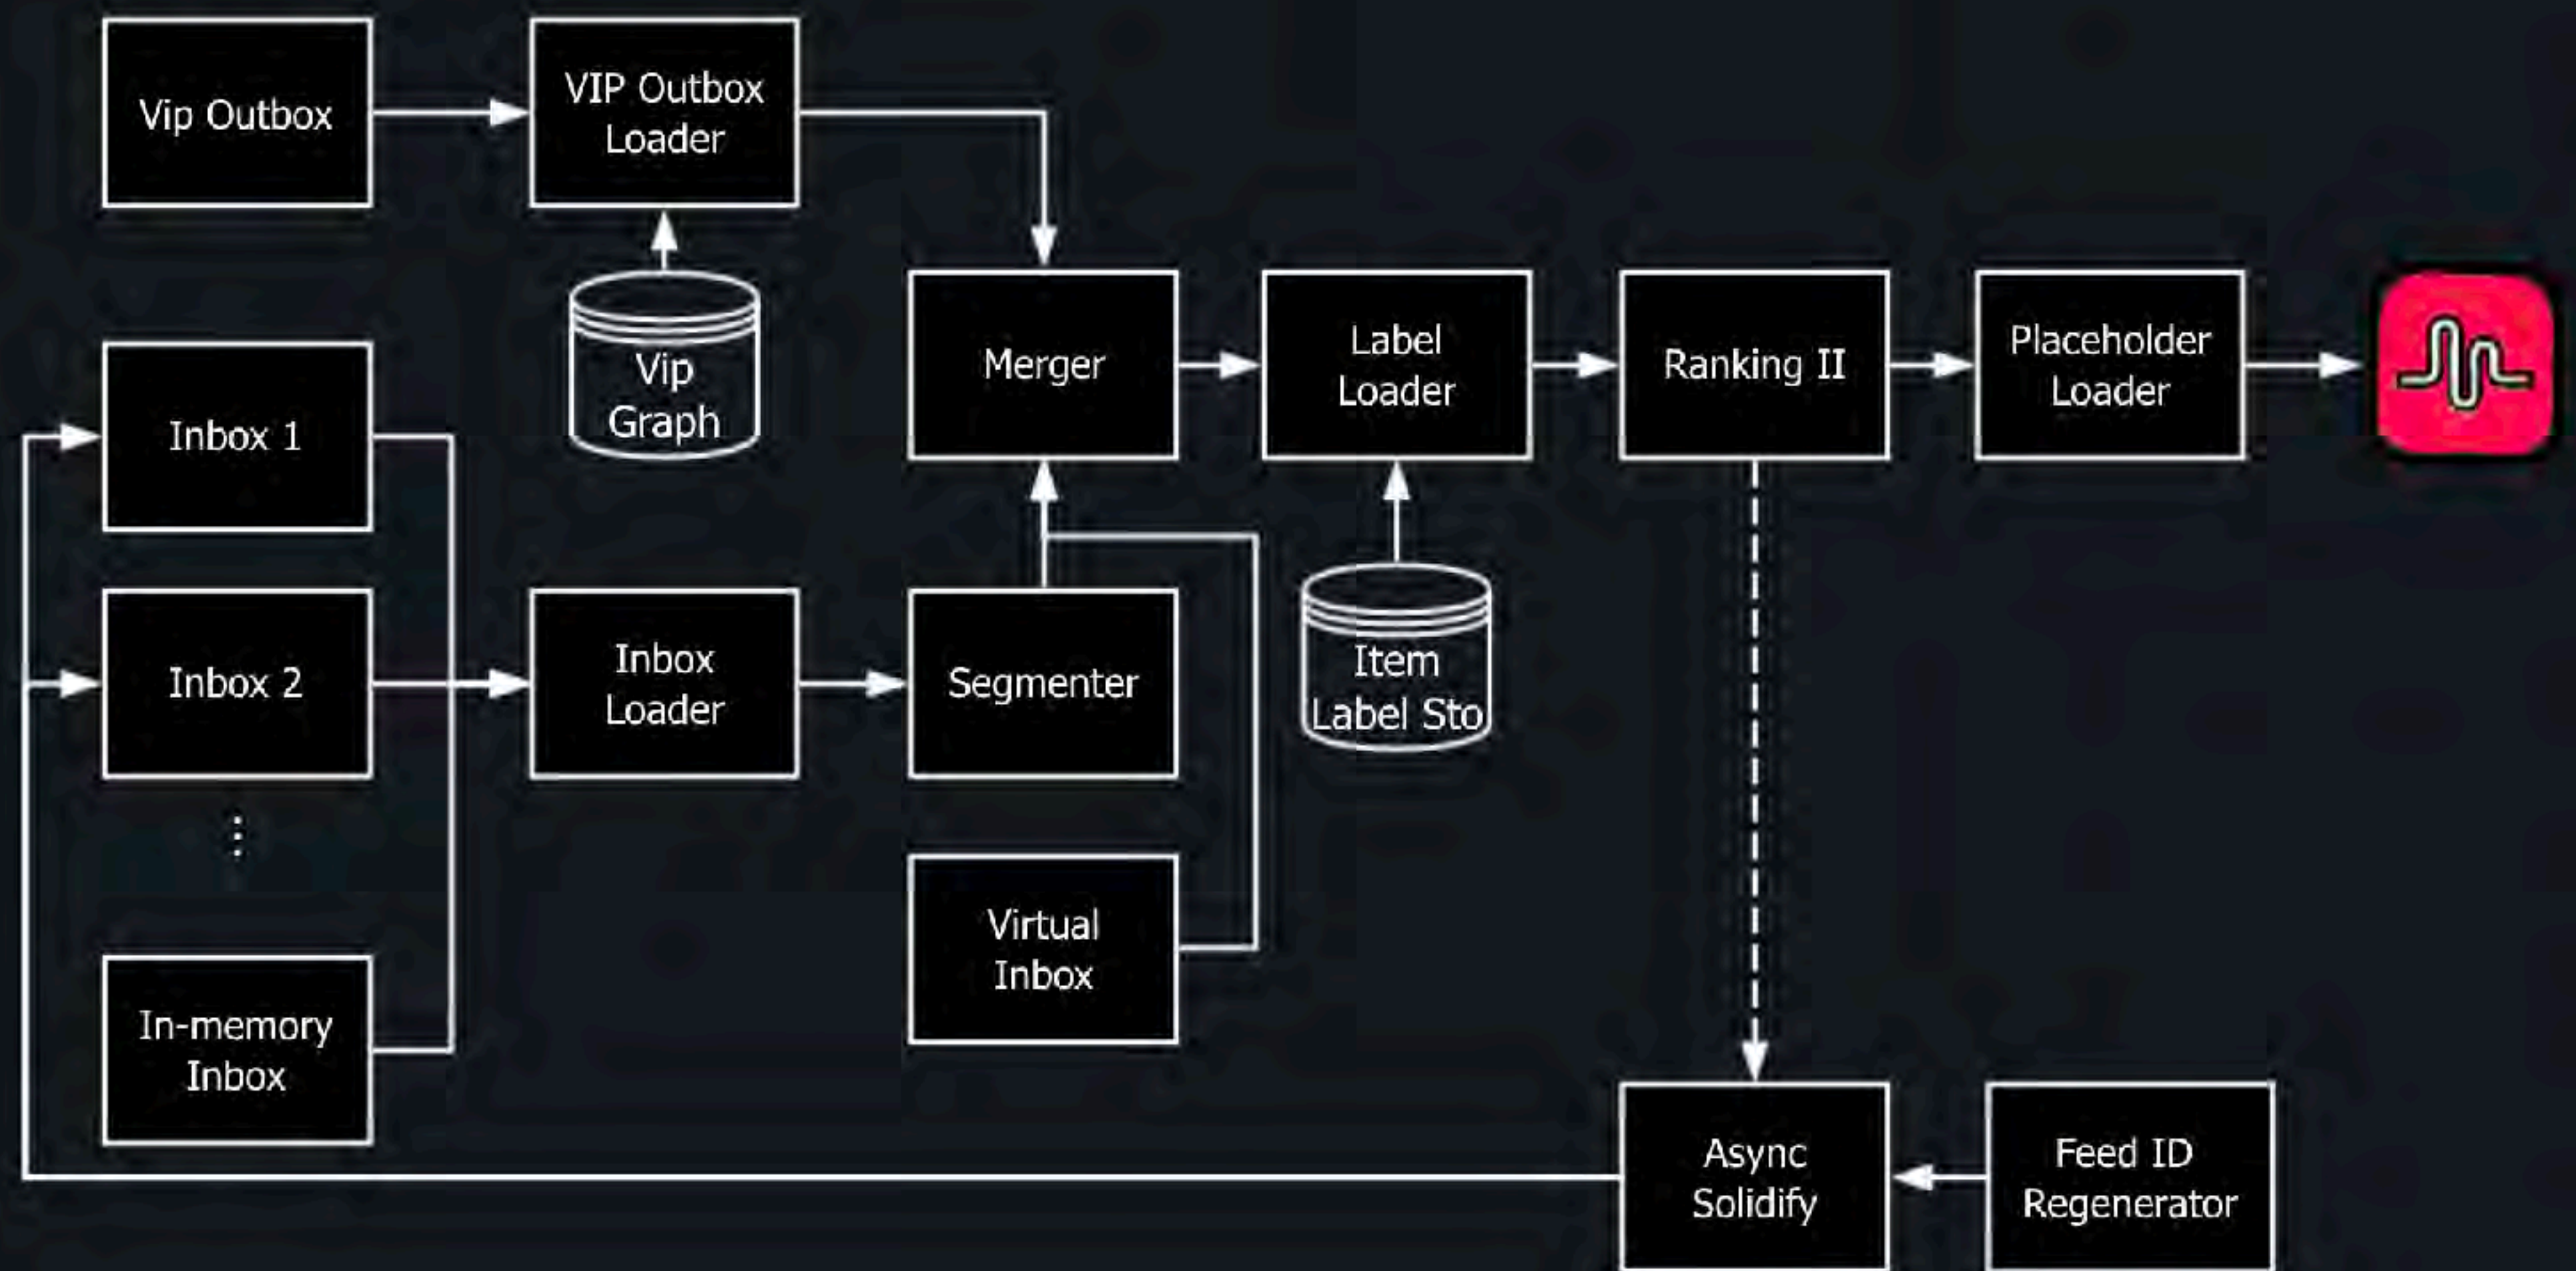 Vip Outbox
VIP Outbox
Loader
Vip
Graph
Inbox 1
Merger
Label
Loader
Ranking II
Placeholder
Loader
Inbox 2
Inbox
Loader
Segmenter
Item
Label Sto
Virtual
Inbox
In-memory
Inbox
Async
Solidify
Feed ID
Regenerator